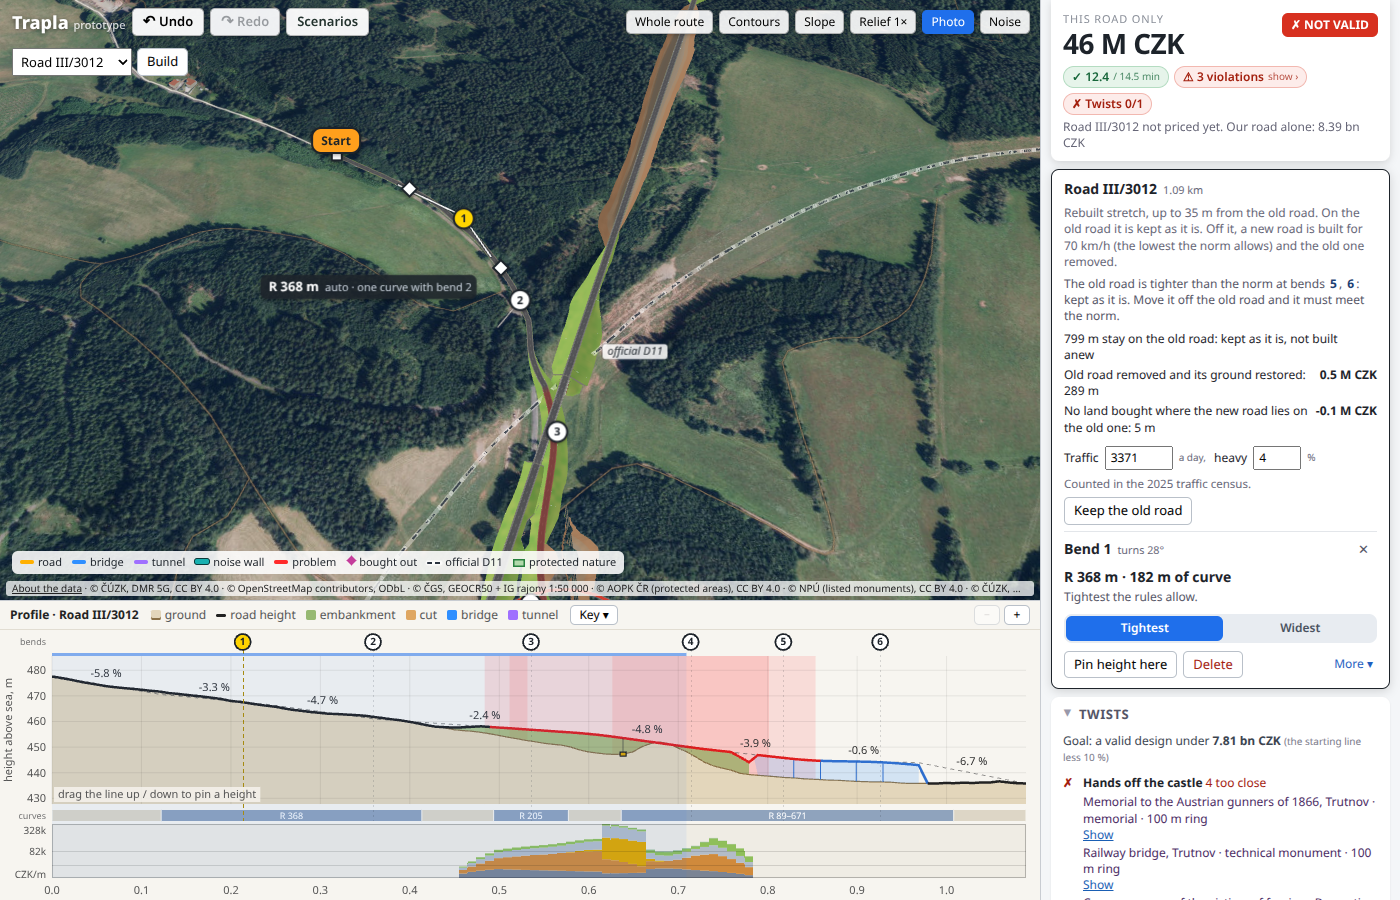 Trapla prototype
↶ Undo
↷ Redo
Scenarios
Whole route
Contours
Slope
Relief 1×
Photo
Noise
Road III/3012
Build
Start
1
R 368 m auto · one curve with bend 2
2
official D11
3
road
bridge
tunnel
noise wall
problem
bought out
official D11
protected nature
About the data · © ČÚZK, DMR 5G, CC BY 4.0 · © OpenStreetMap contributors, ODbL · © ČGS, GEOCR50 + IG rajony 1:50 000 · © AOPK ČR (protected areas), CC BY 4.0 · © NPÚ (listed monuments), CC BY 4.0 · © ČÚZK, ...
Profile · Road III/3012
ground
road height
embankment
cut
bridge
tunnel
Key ▾
−
+
bends
1
2
3
4
5
6
height above sea, m
480
470
460
450
440
430
-5.8 %
-3.3 %
-4.7 %
-2.4 %
-4.8 %
-3.9 %
-0.6 %
-6.7 %
drag the line up / down to pin a height
curves
R 368
R 205
R 89–671
328k
82k
CZK/m
0.0
0.1
0.2
0.3
0.4
0.5
0.6
0.7
0.8
0.9
1.0
THIS ROAD ONLY
46 M CZK
✗ NOT VALID
✓ 12.4 / 14.5 min
⚠ 3 violations show ›
✗ Twists 0/1
Road III/3012 not priced yet. Our road alone: 8.39 bn
CZK
Road III/3012 1.09 km
Rebuilt stretch, up to 35 m from the old road. On the
old road it is kept as it is. Off it, a new road is built for
70 km/h (the lowest the norm allows) and the old one
removed.
The old road is tighter than the norm at bends 5, 6:
kept as it is. Move it off the old road and it must meet
the norm.
799 m stay on the old road: kept as it is, not built
anew
Old road removed and its ground restored: 0.5 M CZK
289 m
No land bought where the new road lies on -0.1 M CZK
the old one: 5 m
Traffic 3371 a day, heavy 4 %
Counted in the 2025 traffic census.
Keep the old road
Bend 1 turns 28°
✕
R 368 m · 182 m of curve
Tightest the rules allow.
Tightest
Widest
Pin height here
Delete
More ▾
▼ TWISTS
Goal: a valid design under 7.81 bn CZK (the starting line
less 10 %)
✗ Hands off the castle 4 too close
Memorial to the Austrian gunners of 1866, Trutnov ·
memorial · 100 m ring
Show
Railway bridge, Trutnov · technical monument · 100
m ring
Show